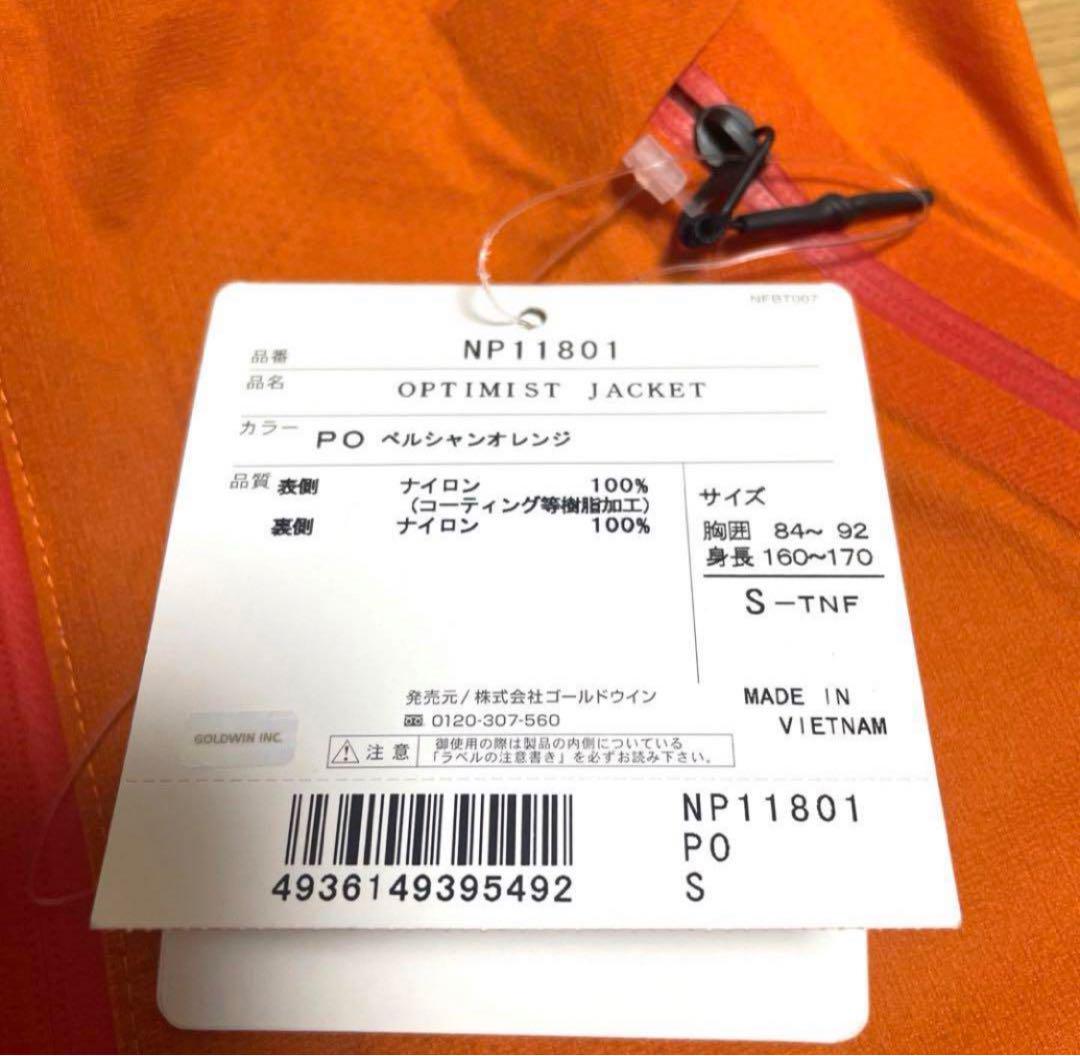 NFBT067
品番 NP11801
品名 OPTIMIST JACKET
カラー PO ペルシャンオレンジ
品質 表側 ナイロン 100%
(コーティング等樹脂加工)
裏側 ナイロン 100%
サイズ
胸囲 84~ 92
身長 160~170
S-TNF
発売元/株式会社ゴールドウイン
0120-307-560
MADE IN
VIETNAM
GOLDWIN INC.
注意
御使用の際は製品の内側についている
「ラベルの注意書き」を必ずお読み下さい。
4936149395492
NP11801
PO
S